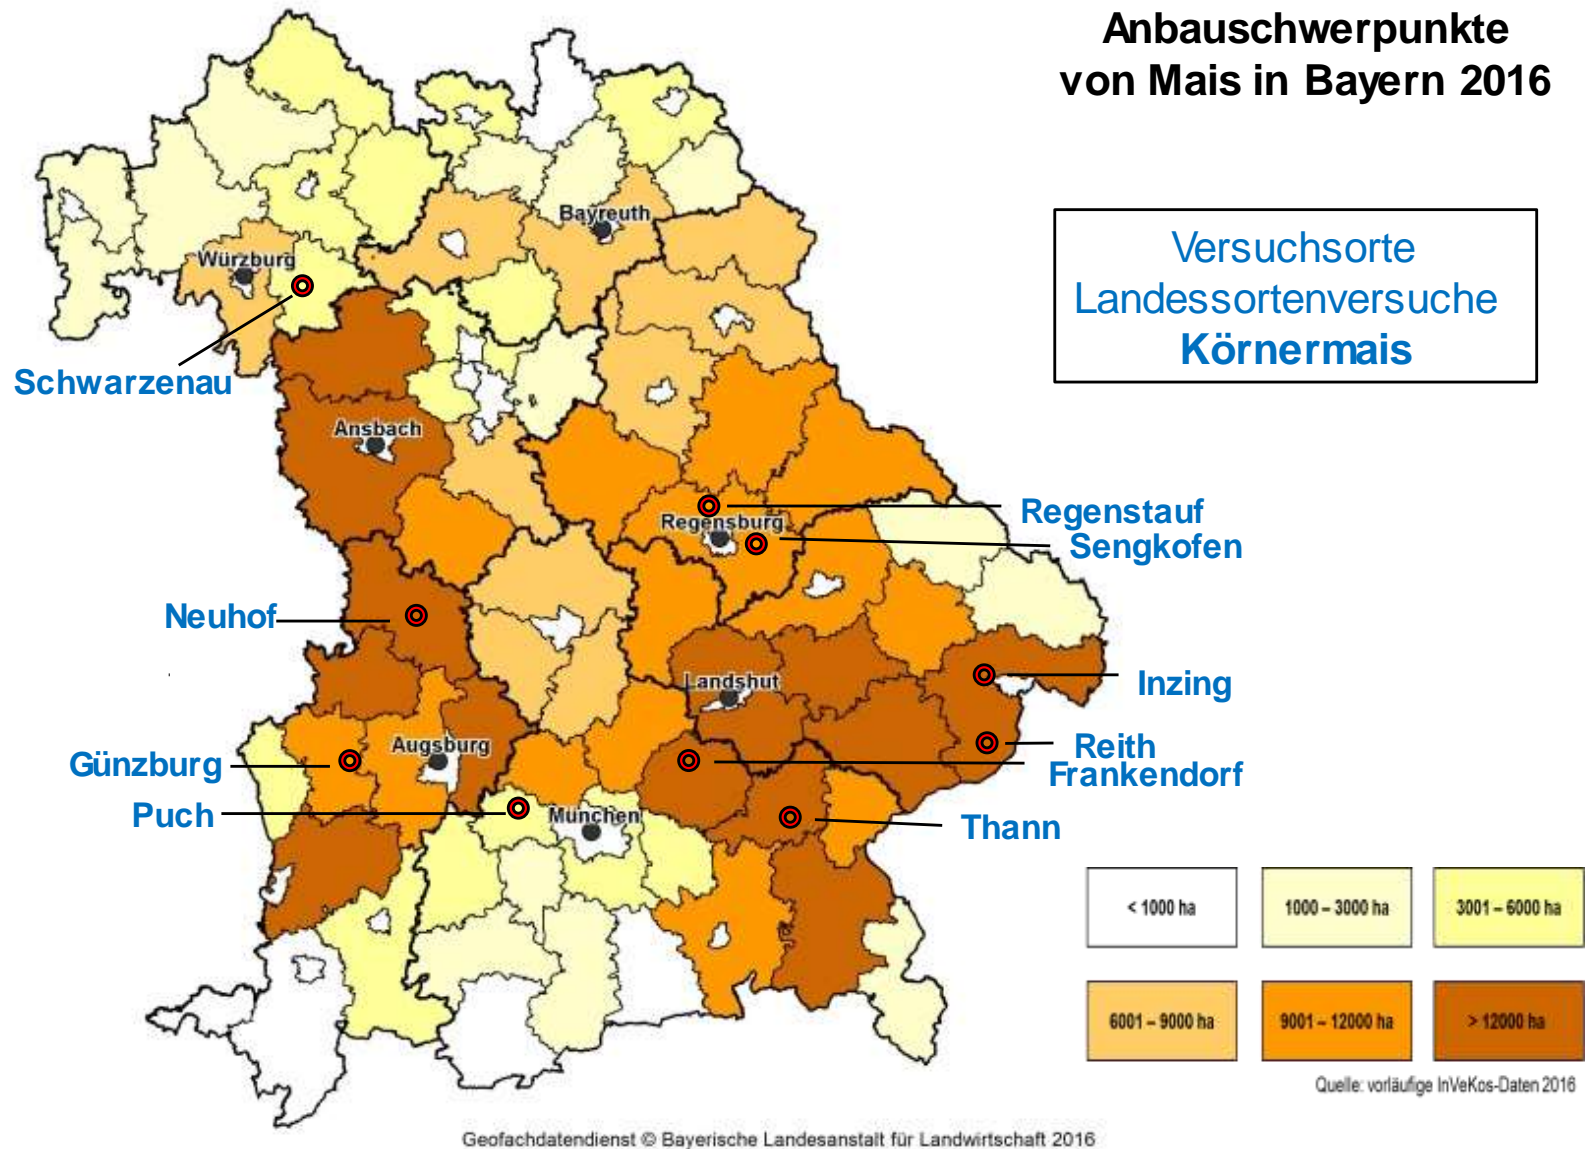 Anbauschwerpunkte
von Mais in Bayern 2016
Versuchsorte
Landessortenversuche
Körnermais
Bayreuth
Würzburg
Schwarzenau
Ansbach
Regenstauf
Regensburg
Sengkofen
Neuhof
Landshut
Inzing
Augsburg
Günzburg
Reith
Frankendorf
Puch
München
Thann
< 1000 ha
1000 – 3000 ha
3001 – 6000 ha
6001 – 9000 ha
9001 – 12000 ha
> 12000 ha
Quelle: vorläufige InVeKos-Daten 2016
Geofachdatendienst © Bayerische Landesanstalt für Landwirtschaft 2016